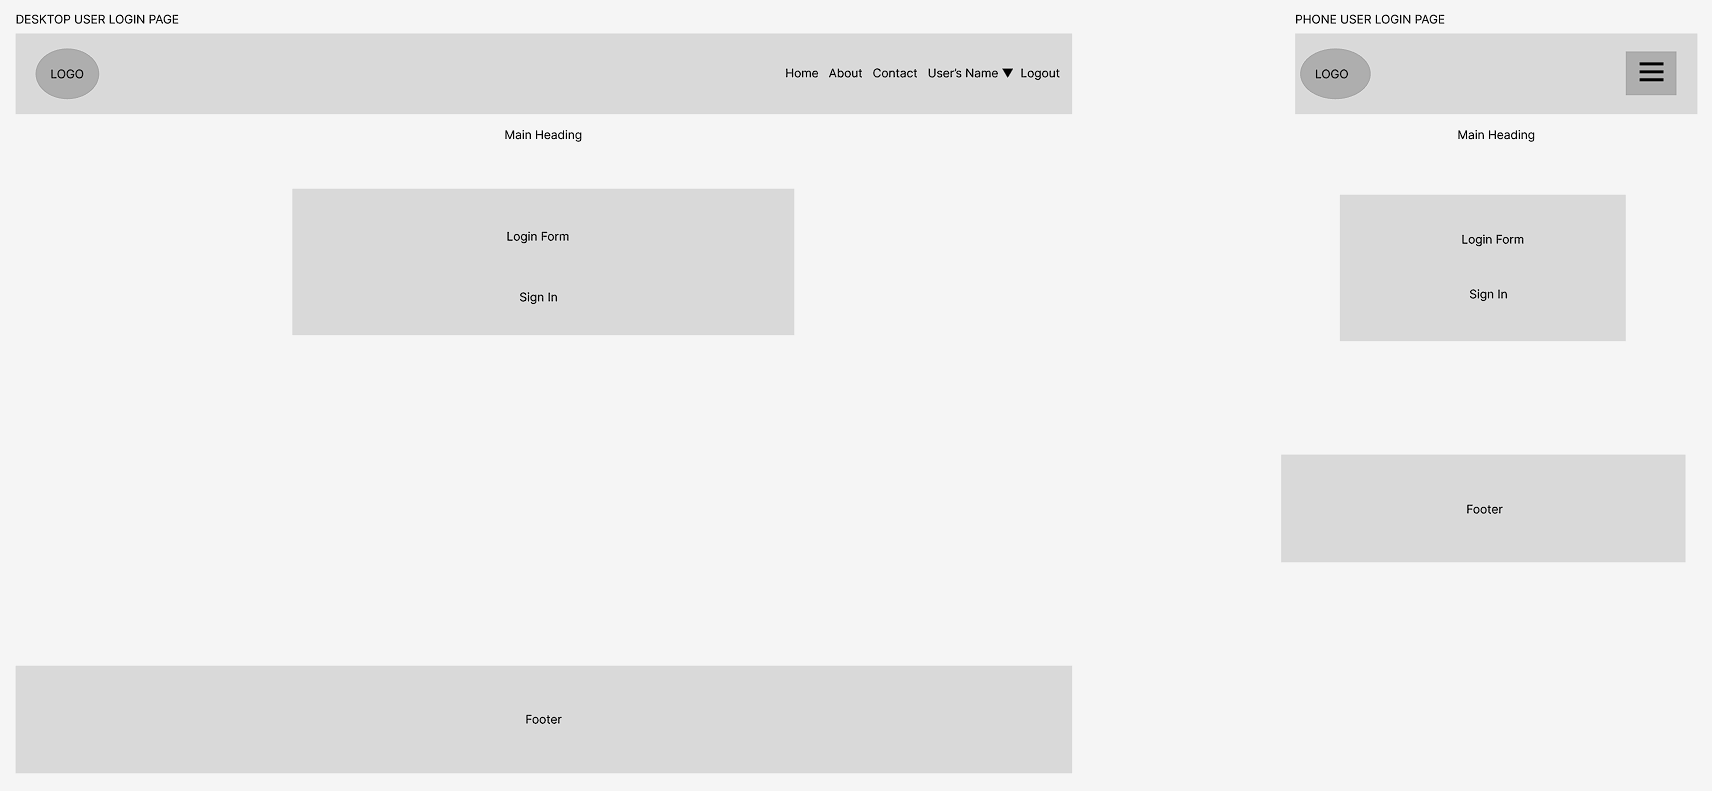 DESKTOP USER LOGIN PAGE
LOGO
Home About Contact User's Name ▼ Logout
Main Heading
Login Form
Sign In
Footer
PHONE USER LOGIN PAGE
LOGO
Main Heading
Login Form
Sign In
Footer